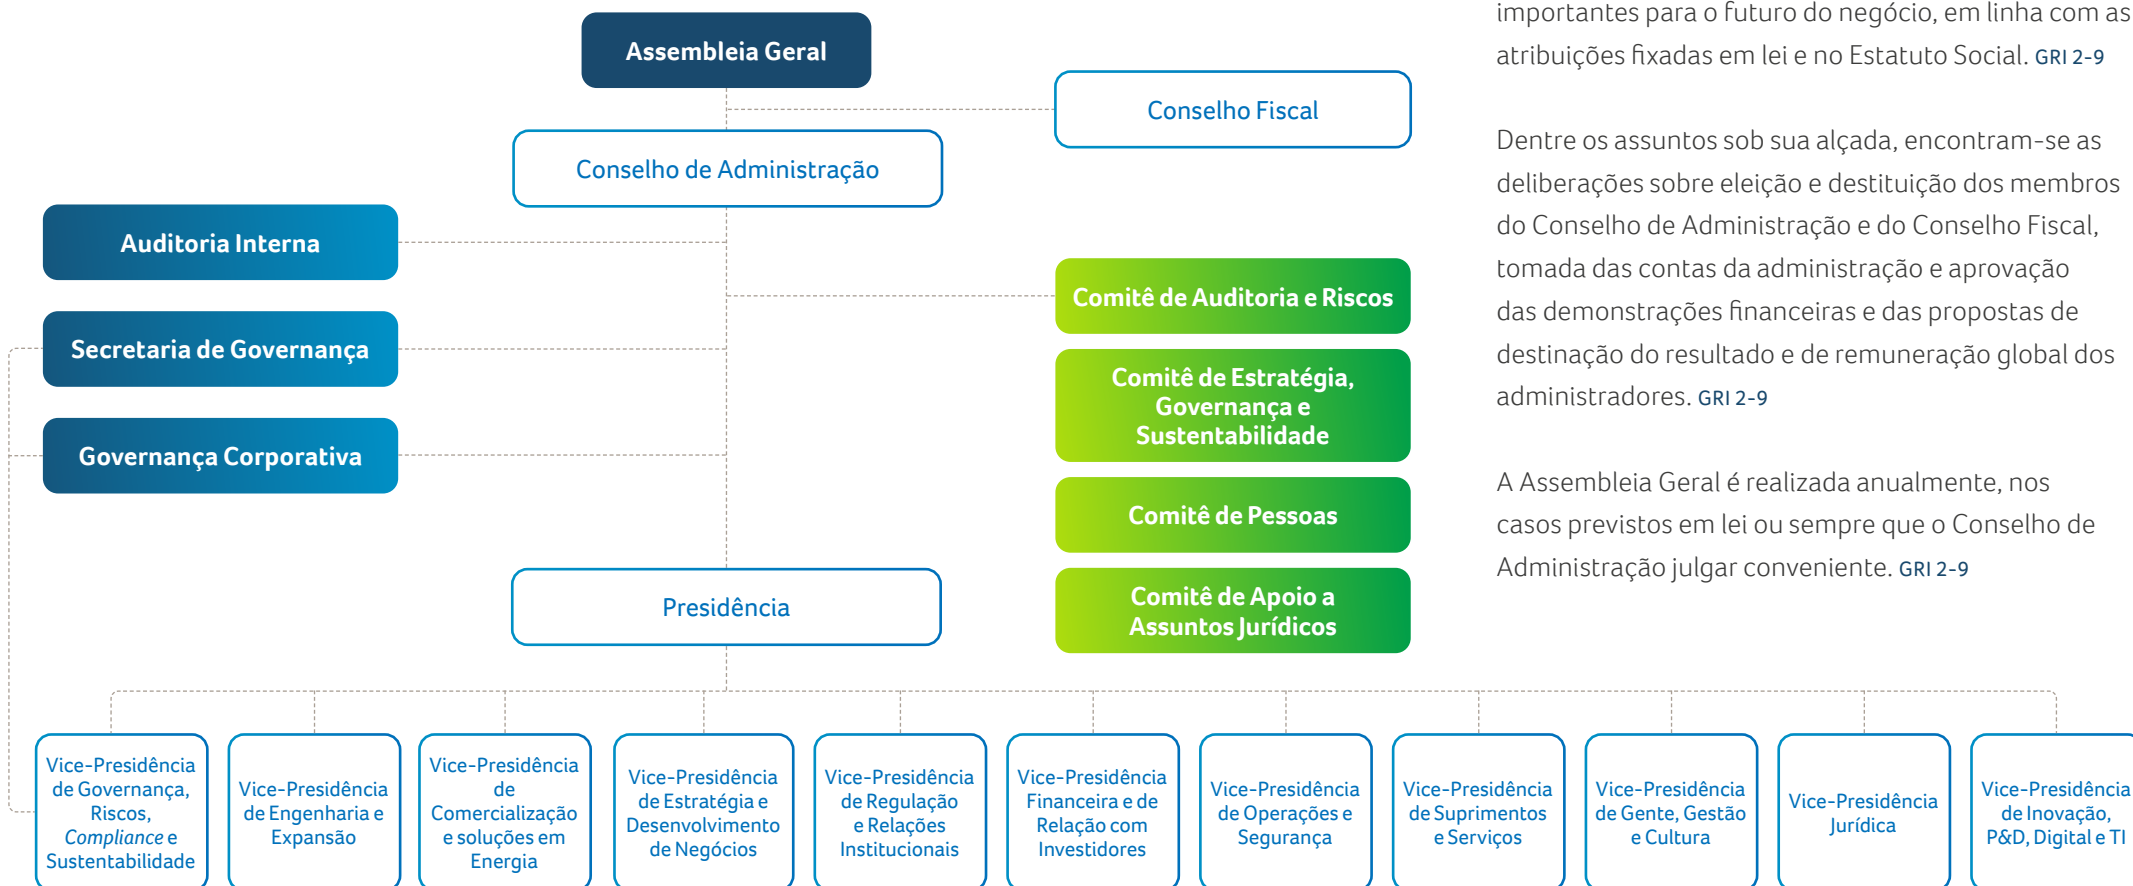 Assembleia Geral
Conselho Fiscal
Conselho de Administração
Auditoria Interna
Secretaria de Governança
Governança Corporativa
Comitê de Auditoria e Riscos
Comitê de Estratégia,
Governança e
Sustentabilidade
Comitê de Pessoas
Comitê de Apoio a
Assuntos Jurídicos
Presidência
Vice-Presidência
de Governança,
Riscos,
Compliance e
Sustentabilidade
Vice-Presidência
de Engenharia e
Expansão
Vice-Presidência
de
Comercialização
e soluções em
Energia
Vice-Presidência
de Estratégia e
Desenvolvimento
de Negócios
Vice-Presidência
de Regulação
e Relações
Institucionais
Vice-Presidência
Financeira e de
Relação com
Investidores
Vice-Presidência
de Operações e
Segurança
Vice-Presidência
de Suprimentos
e Serviços
Vice-Presidência
de Gente, Gestão
e Cultura
Vice-Presidência
Jurídica
Vice-Presidência
de Inovação,
P&D, Digital e TI
importantes para o futuro do negócio, em linha com as
atribuições fixadas em lei e no Estatuto Social. GRI 2-9
Dentre os assuntos sob sua alçada, encontram-se as
deliberações sobre eleição e destituição dos membros
do Conselho de Administração e do Conselho Fiscal,
tomada das contas da administração e aprovação
das demonstrações financeiras e das propostas de
destinação do resultado e de remuneração global dos
administradores. GRI 2-9
A Assembleia Geral é realizada anualmente, nos
casos previstos em lei ou sempre que o Conselho de
Administração julgar conveniente. GRI 2-9